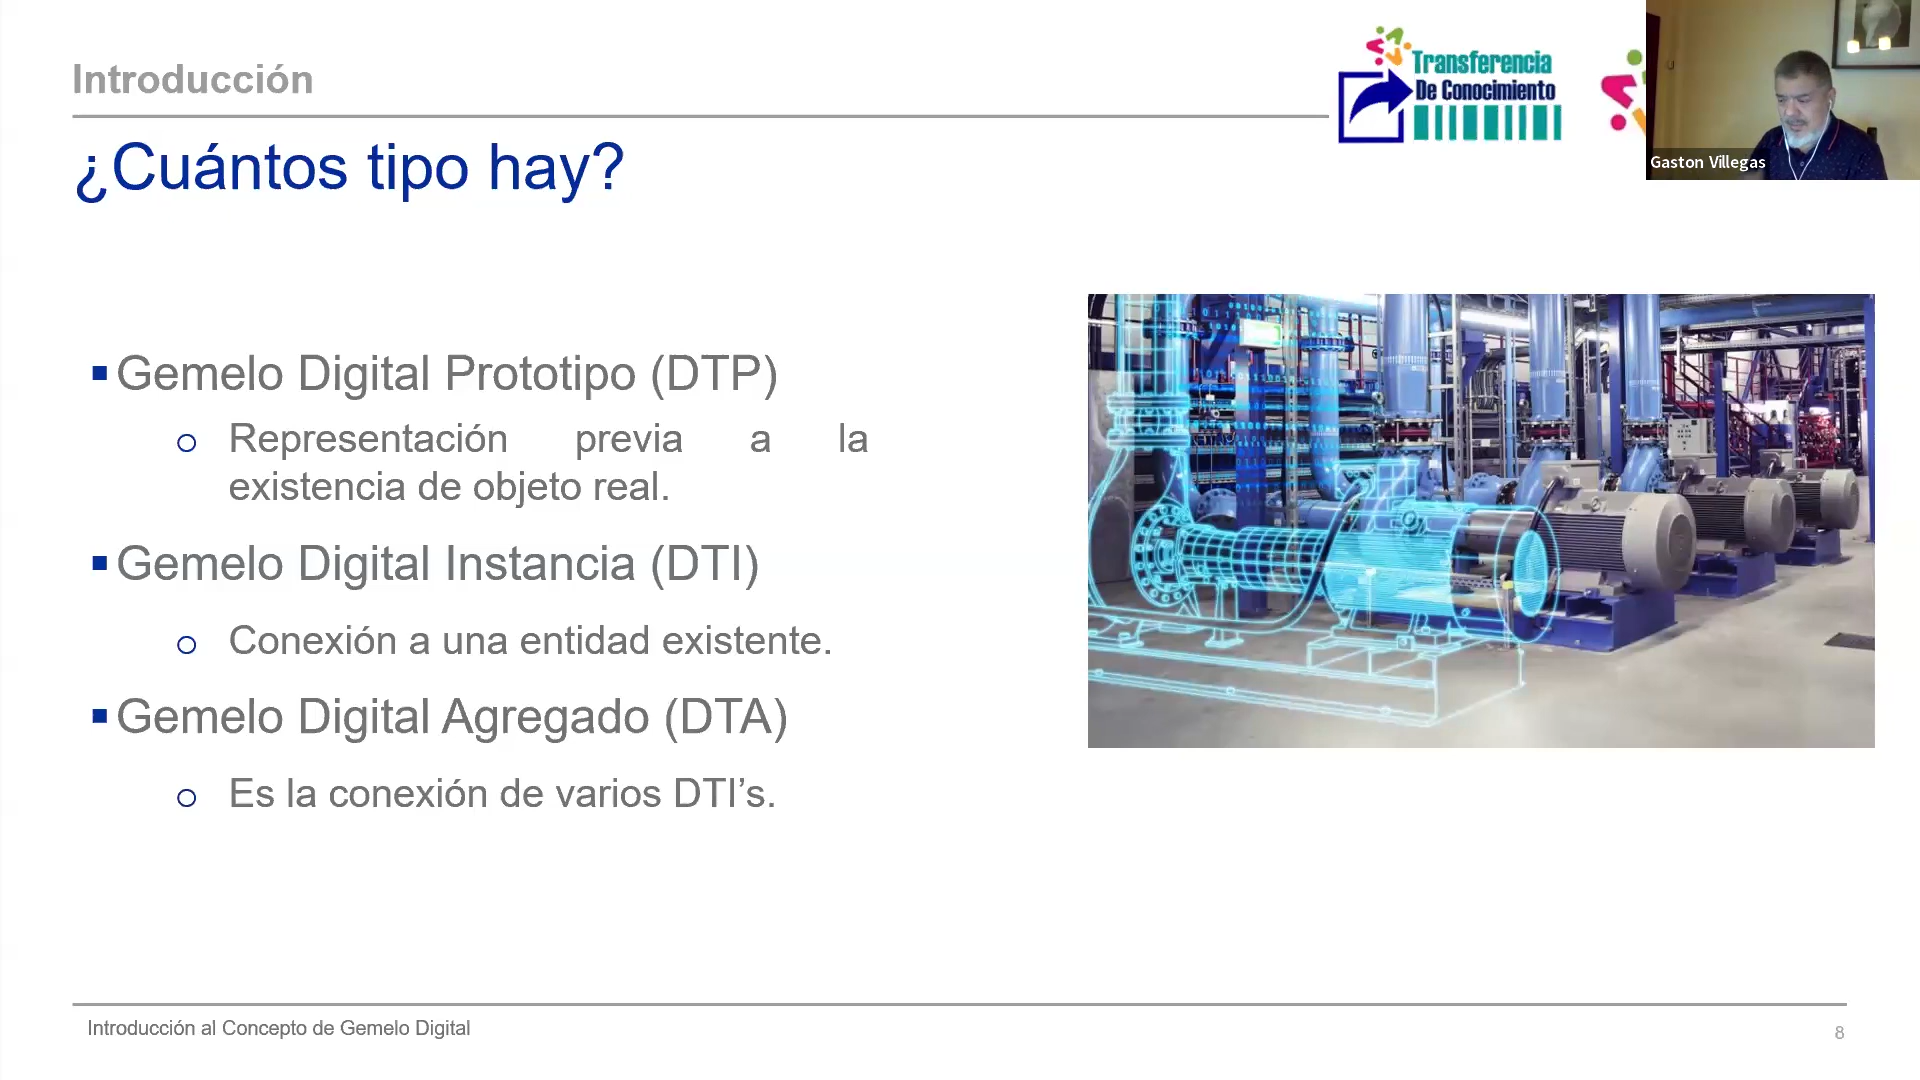 Introducción
Transferencia
De Conocimiento
Gaston Villegas
¿Cuántos tipo hay?
▪Gemelo Digital Prototipo (DTP)
o Representación previa a la
existencia de objeto real.
▪Gemelo Digital Instancia (DTI)
o Conexión a una entidad existente.
▪Gemelo Digital Agregado (DTA)
o Es la conexión de varios DTI’s.
Introducción al Concepto de Gemelo Digital
8